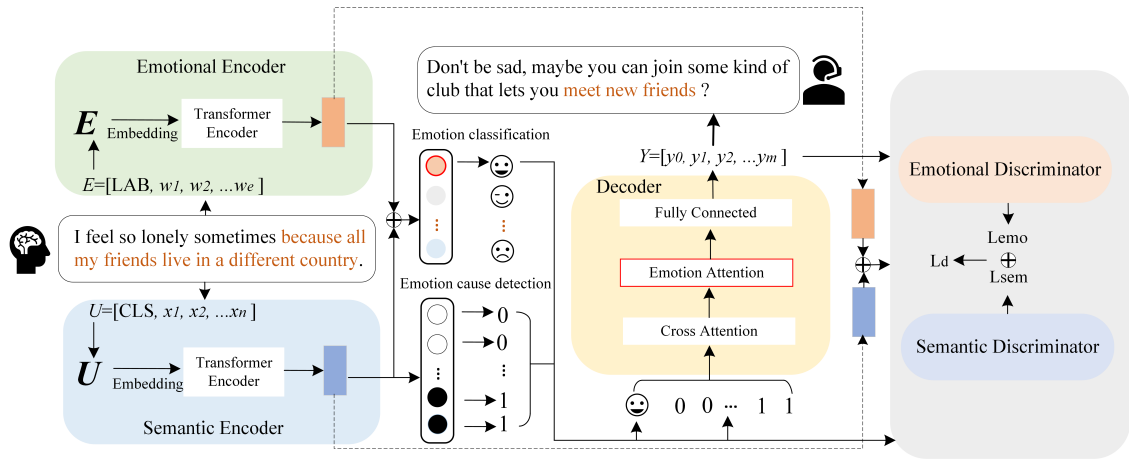 Emotional Encoder
E
Embedding
Transformer
Encoder
E=[LAB, w1, w2, ...we ]
I feel so lonely sometimes because all
my friends live in a different country.
U=[CLS, x1, x2, ...xn ]
U
Embedding
Transformer
Encoder
Semantic Encoder
Emotion classification
...
...
Emotion cause detection
0
0
...
...
1
1
Don't be sad, maybe you can join some kind of
club that lets you meet new friends ?
Y=[y0, y1, y2, ...ym ]
Decoder
Fully Connected
Emotion Attention
Cross Attention
0 0 ... 1 1
Emotional Discriminator
Lemo
Ld
Lsem
Semantic Discriminator